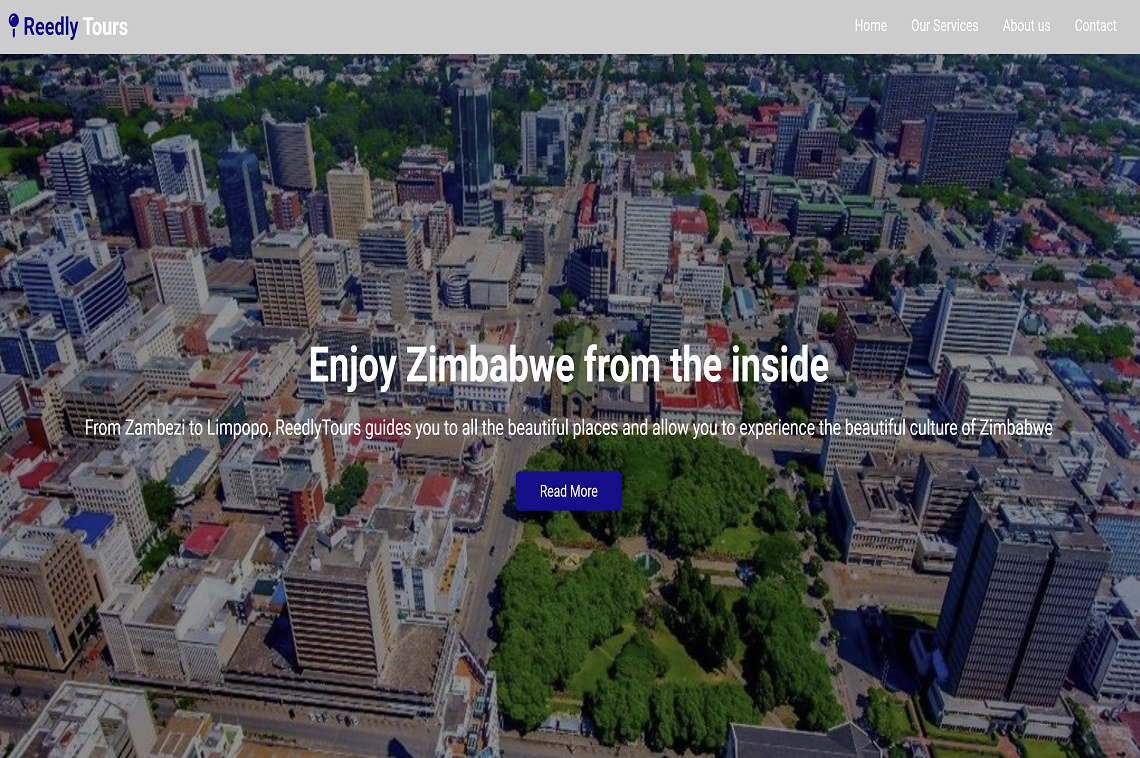 Reedly Tours
Home Our Services About us Contact
Enjoy Zimbabwe from the inside
From Zambezi to Limpopo, ReedlyTours guides you to all the beautiful places and allow you to experience the beautiful culture of Zimbabwe
Read More